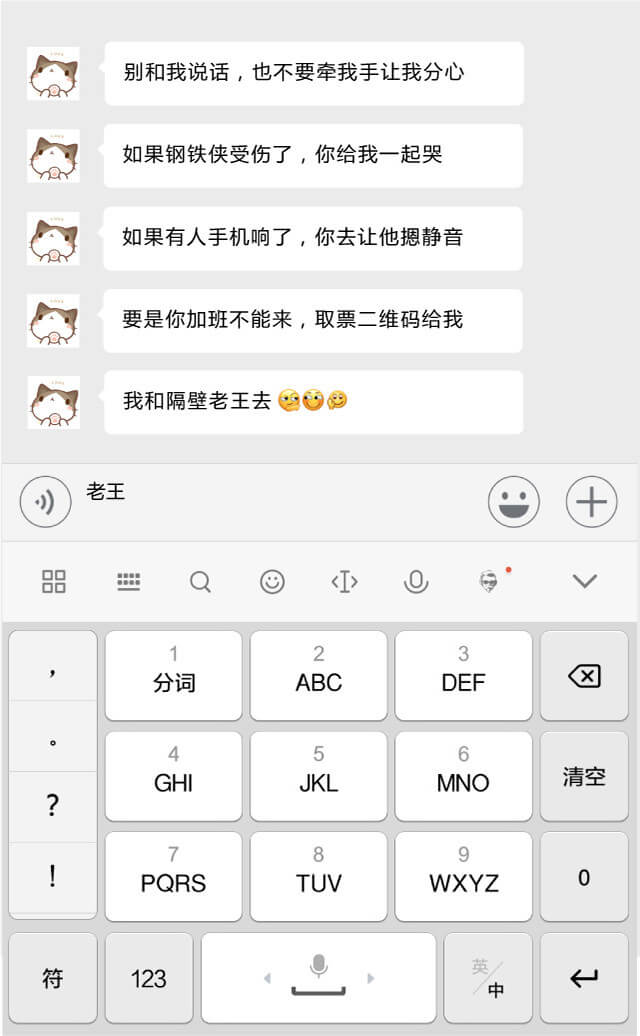 别和我说话，也不要牵我手让我分心
如果钢铁侠受伤了，你给我一起哭
如果有人手机响了，你去让他摁静音
要是你加班不能来，取票二维码给我
我和隔壁老王去
老王
，
1
分词
2
ABC
3
DEF
。
4
GHI
5
JKL
6
MNO
清空
？
7
PQRS
8
TUV
9
WXYZ
0
！
符
123
英/中